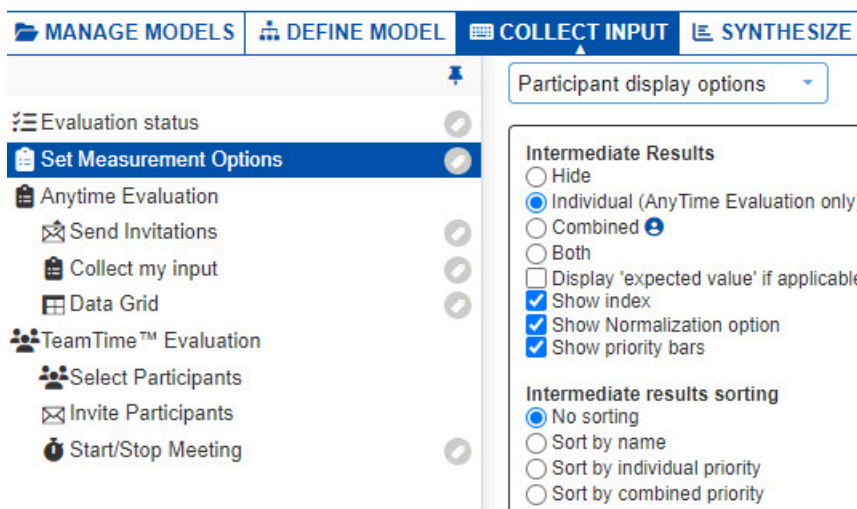 MANAGE MODELS DEFINE MODEL COLLECT INPUT SYNTHESIZE
Evaluation status
Set Measurement Options
Anytime Evaluation
Send Invitations
Collect my input
Data Grid
TeamTime™ Evaluation
Select Participants
Invite Participants
Start/Stop Meeting
Participant display options
Intermediate Results
Hide
Individual (AnyTime Evaluation only)
Combined
Both
Display 'expected value' if applicable
Show index
Show Normalization option
Show priority bars
Intermediate results sorting
No sorting
Sort by name
Sort by individual priority
Sort by combined priority